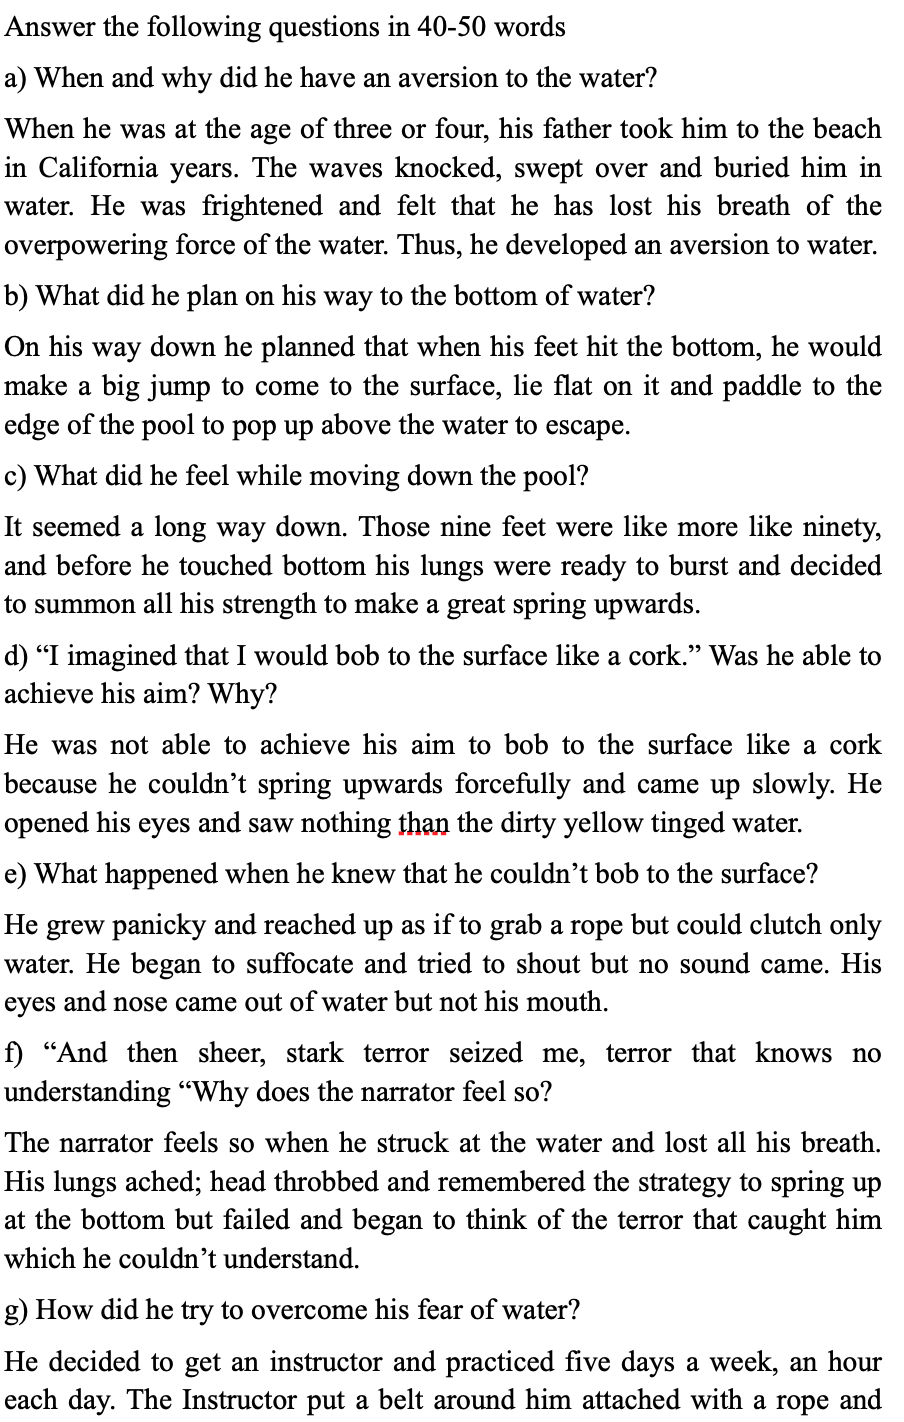 Answer the following questions in 40-50 words
a) When and why did he have an aversion to the water?
When he was at the age of three or four, his father took him to the beach
in California years. The waves knocked, swept over and buried him in
water. He was frightened and felt that he has lost his breath of the
overpowering force of the water. Thus, he developed an aversion to water.
b) What did he plan on his way to the bottom of water?
On his way down he planned that when his feet hit the bottom, he would
make a big jump to come to the surface, lie flat on it and paddle to the
edge of the pool to pop up above the water to escape.
c) What did he feel while moving down the pool?
It seemed a long way down. Those nine feet were like more like ninety,
and before he touched bottom his lungs were ready to burst and decided
to summon all his strength to make a great spring upwards.
d) “I imagined that I would bob to the surface like a cork.” Was he able to
achieve his aim? Why?
He was not able to achieve his aim to bob to the surface like a cork
because he couldn’t spring upwards forcefully and came up slowly. He
opened his eyes and saw nothing than the dirty yellow tinged water.
e) What happened when he knew that he couldn’t bob to the surface?
He grew panicky and reached up as if to grab a rope but could clutch only
water. He began to suffocate and tried to shout but no sound came. His
eyes and nose came out of water but not his mouth.
f) “And then sheer, stark terror seized me, terror that knows no
understanding “Why does the narrator feel so?
The narrator feels so when he struck at the water and lost all his breath.
His lungs ached; head throbbed and remembered the strategy to spring up
at the bottom but failed and began to think of the terror that caught him
which he couldn’t understand.
g) How did he try to overcome his fear of water?
He decided to get an instructor and practiced five days a week, an hour
each day. The Instructor put a belt around him attached with a rope and